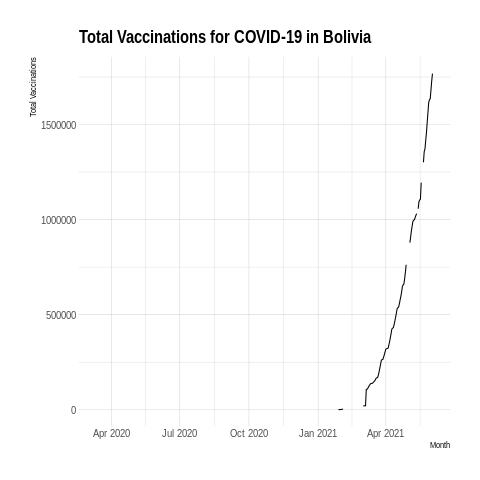 Total Vaccinations for COVID-19 in Bolivia
Total Vaccinations
1500000
1000000
500000
0
Apr 2020 Jul 2020 Oct 2020 Jan 2021 Apr 2021
Month